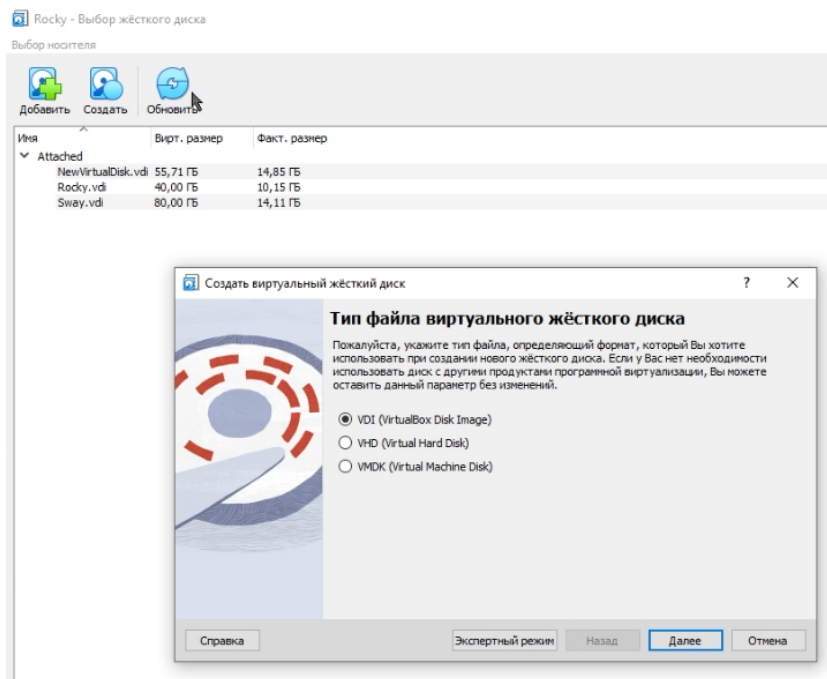 Rocky - Выбор жёсткого диска
Выбор носителя
Добавить Создать Обновить
Имя Вирт. размер Факт. размер
Attached
NewVirtualDisk.vdi 55,71 ГБ 14,85 ГБ
Rocky.vdi 40,00 ГБ 10,15 ГБ
Sway.vdi 80,00 ГБ 14,11 ГБ
Создать виртуальный жёсткий диск
Тип файла виртуального жёсткого диска
Пожалуйста, укажите тип файла, определяющий формат, который Вы хотите
использовать при создании нового жёсткого диска. Если у Вас нет необходимости
использовать диск с другими продуктами программной виртуализации, Вы можете
оставить данный параметр без изменений.
VDI (VirtualBox Disk Image)
VHD (Virtual Hard Disk)
VMDK (Virtual Machine Disk)
Справка Экспертный режим Назад Далее Отмена